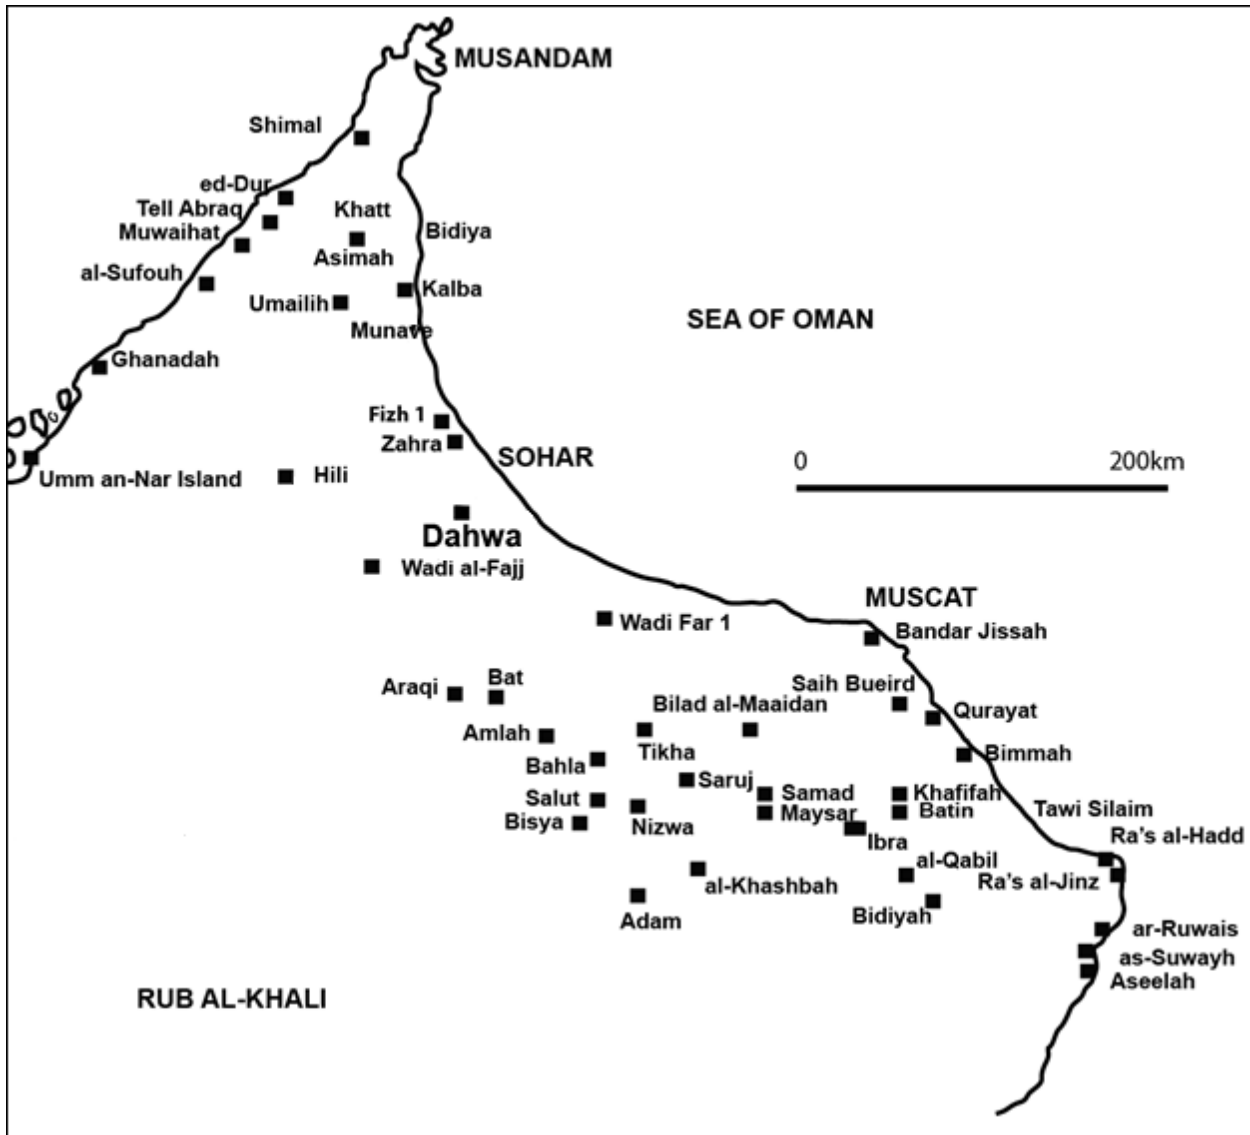 MUSANDAM
Shimal
ed-Dur
Tell Abraq
Khatt
Muwaihat
Bidiya
Asimah
al-Sufouh
Kalba
Umailih
SEA OF OMAN
Munave
Ghanadah
Fizh 1
Zahra
SOHAR
0 200km
Umm an-Nar Island
Hili
Dahwa
Wadi al-Fajj
MUSCAT
Wadi Far 1
Bandar Jissah
Bat
Araqi
Saih Bueird
Bilad al-Maaidan
Qurayat
Amlah
Tikha
Bimmah
Bahla
Saruj
Samad
Khafifah
Salut
Maysar
Batin
Tawi Silaim
Bisya
Nizwa
Ibra
Ra's al-Hadd
al-Qabil
Ra's al-Jinz
al-Khashbah
Bidiyah
Adam
ar-Ruwais
as-Suwayh
Aseelah
RUB AL-KHALI